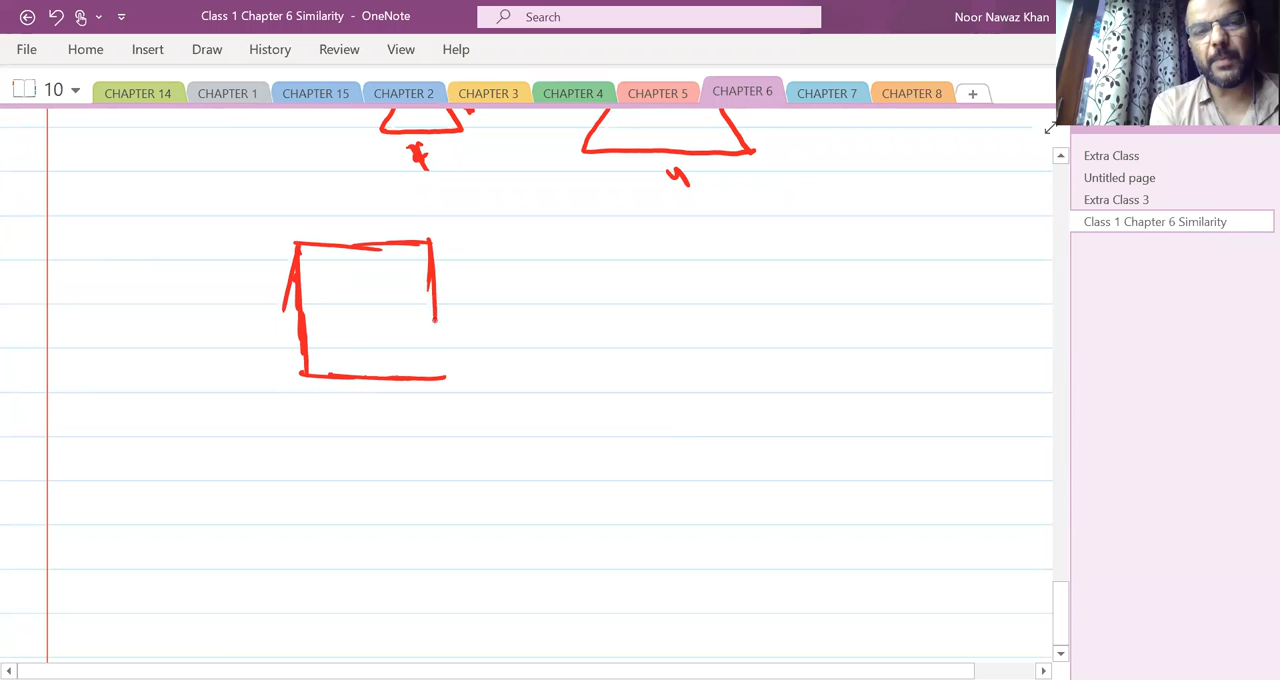 Class 1 Chapter 6 Similarity - OneNote
Search
Noor Nawaz Khan
File Home Insert Draw History Review View Help
10 CHAPTER 14 CHAPTER 1 CHAPTER 15 CHAPTER 2 CHAPTER 3 CHAPTER 4 CHAPTER 5 CHAPTER 6 CHAPTER 7 CHAPTER 8 +
Extra Class
Untitled page
Extra Class 3
Class 1 Chapter 6 Similarity